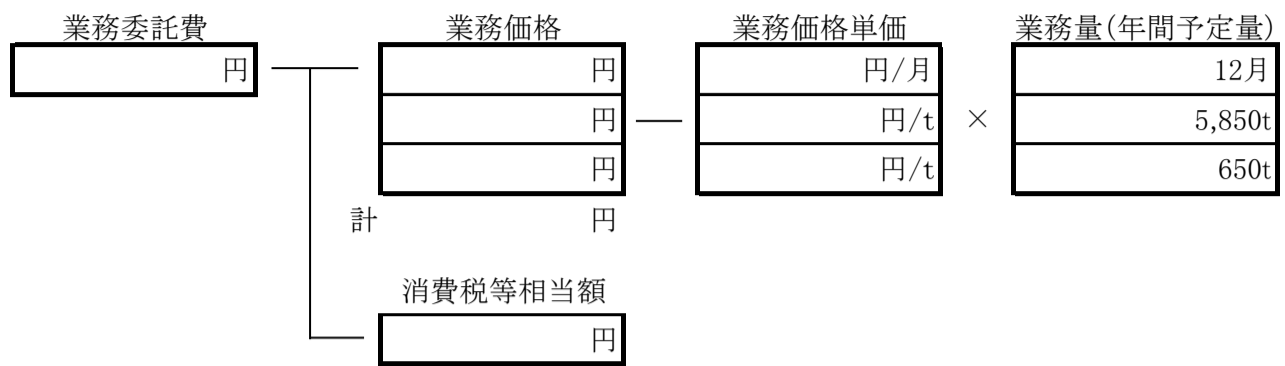 業務委託費 業務価格 業務価格単価 業務量(年間予定量)
円 円 円/月 12月
円 円/t × 5,850t
円 円/t 650t
計 円
消費税等相当額
円